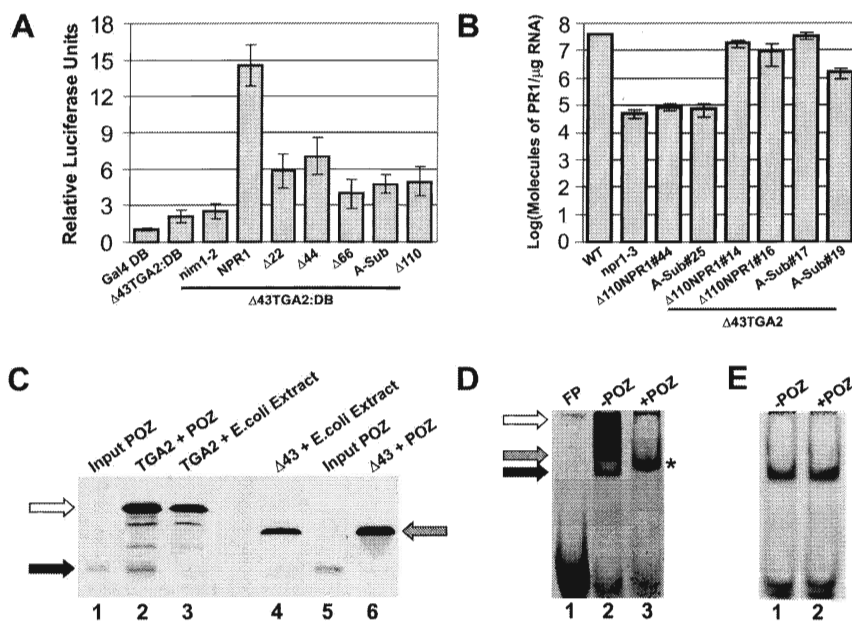 A
Relative Luciferase Units
18
15
12
9
6
3
0
Gal4 DB
Δ43TGA2:DB
nim1-2
NPR1
Δ22
Δ44
Δ66
A-Sub
Δ110
Δ43TGA2:DB
B
Log(Molecules of PR1/µg RNA)
8
7
6
5
4
3
2
1
0
WT
npr1-3
Δ110NPR1#44
A-Sub#25
Δ110NPR1#14
Δ110NPR1#16
A-Sub#17
A-Sub#19
Δ43TGA2
C
Input POZ
TGA2 + POZ
TGA2 + E.coli Extract
Δ43 + E.coli Extract
Input POZ
Δ43 + POZ
1 2 3 4 5 6
D
FP
-POZ
+POZ
*
1 2 3
E
-POZ
+POZ
1 2